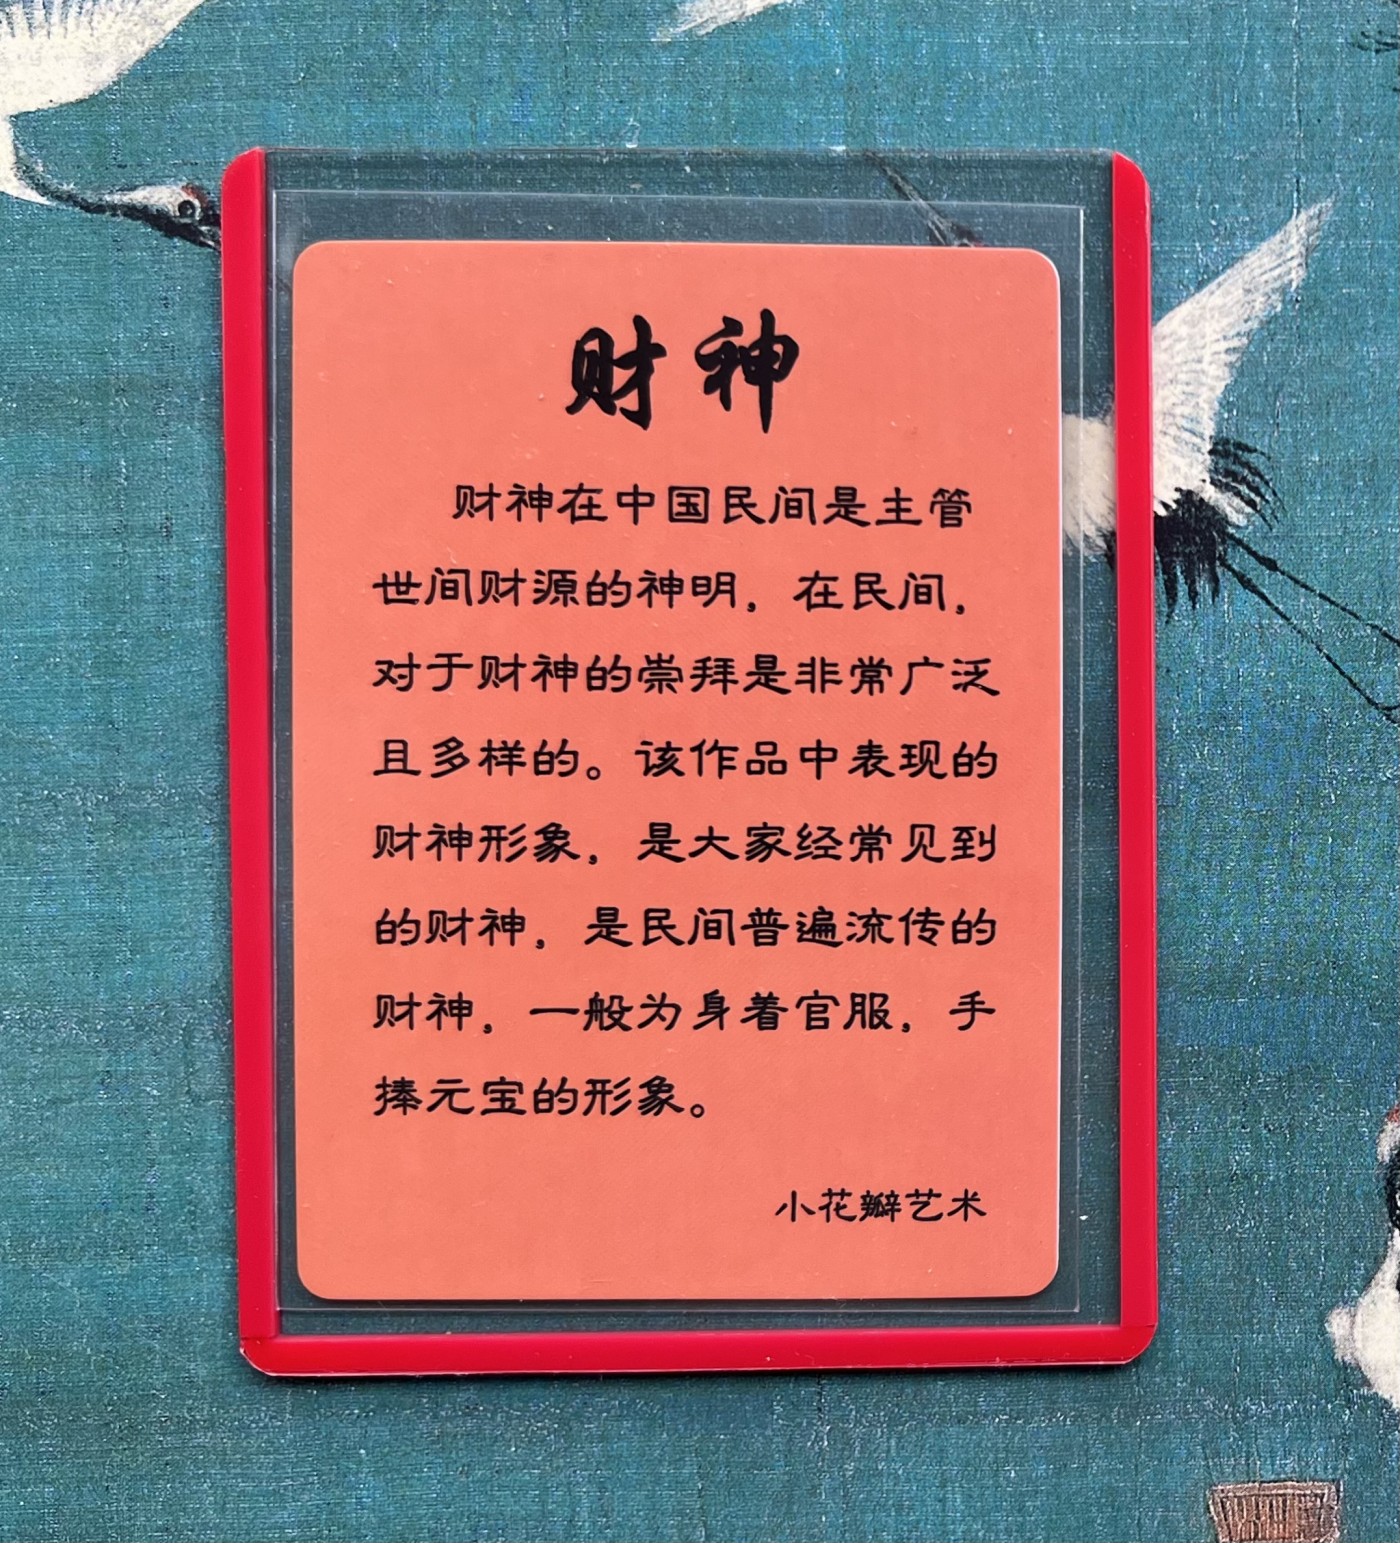 财神
财神在中国民间是主管
世间财源的神明，在民间，
对于财神的崇拜是非常广泛
且多样的。该作品中表现的
财神形象，是大家经常见到
的财神，是民间普遍流传的
财神，一般为身着官服，手
捧元宝的形象。
小花瓣艺术